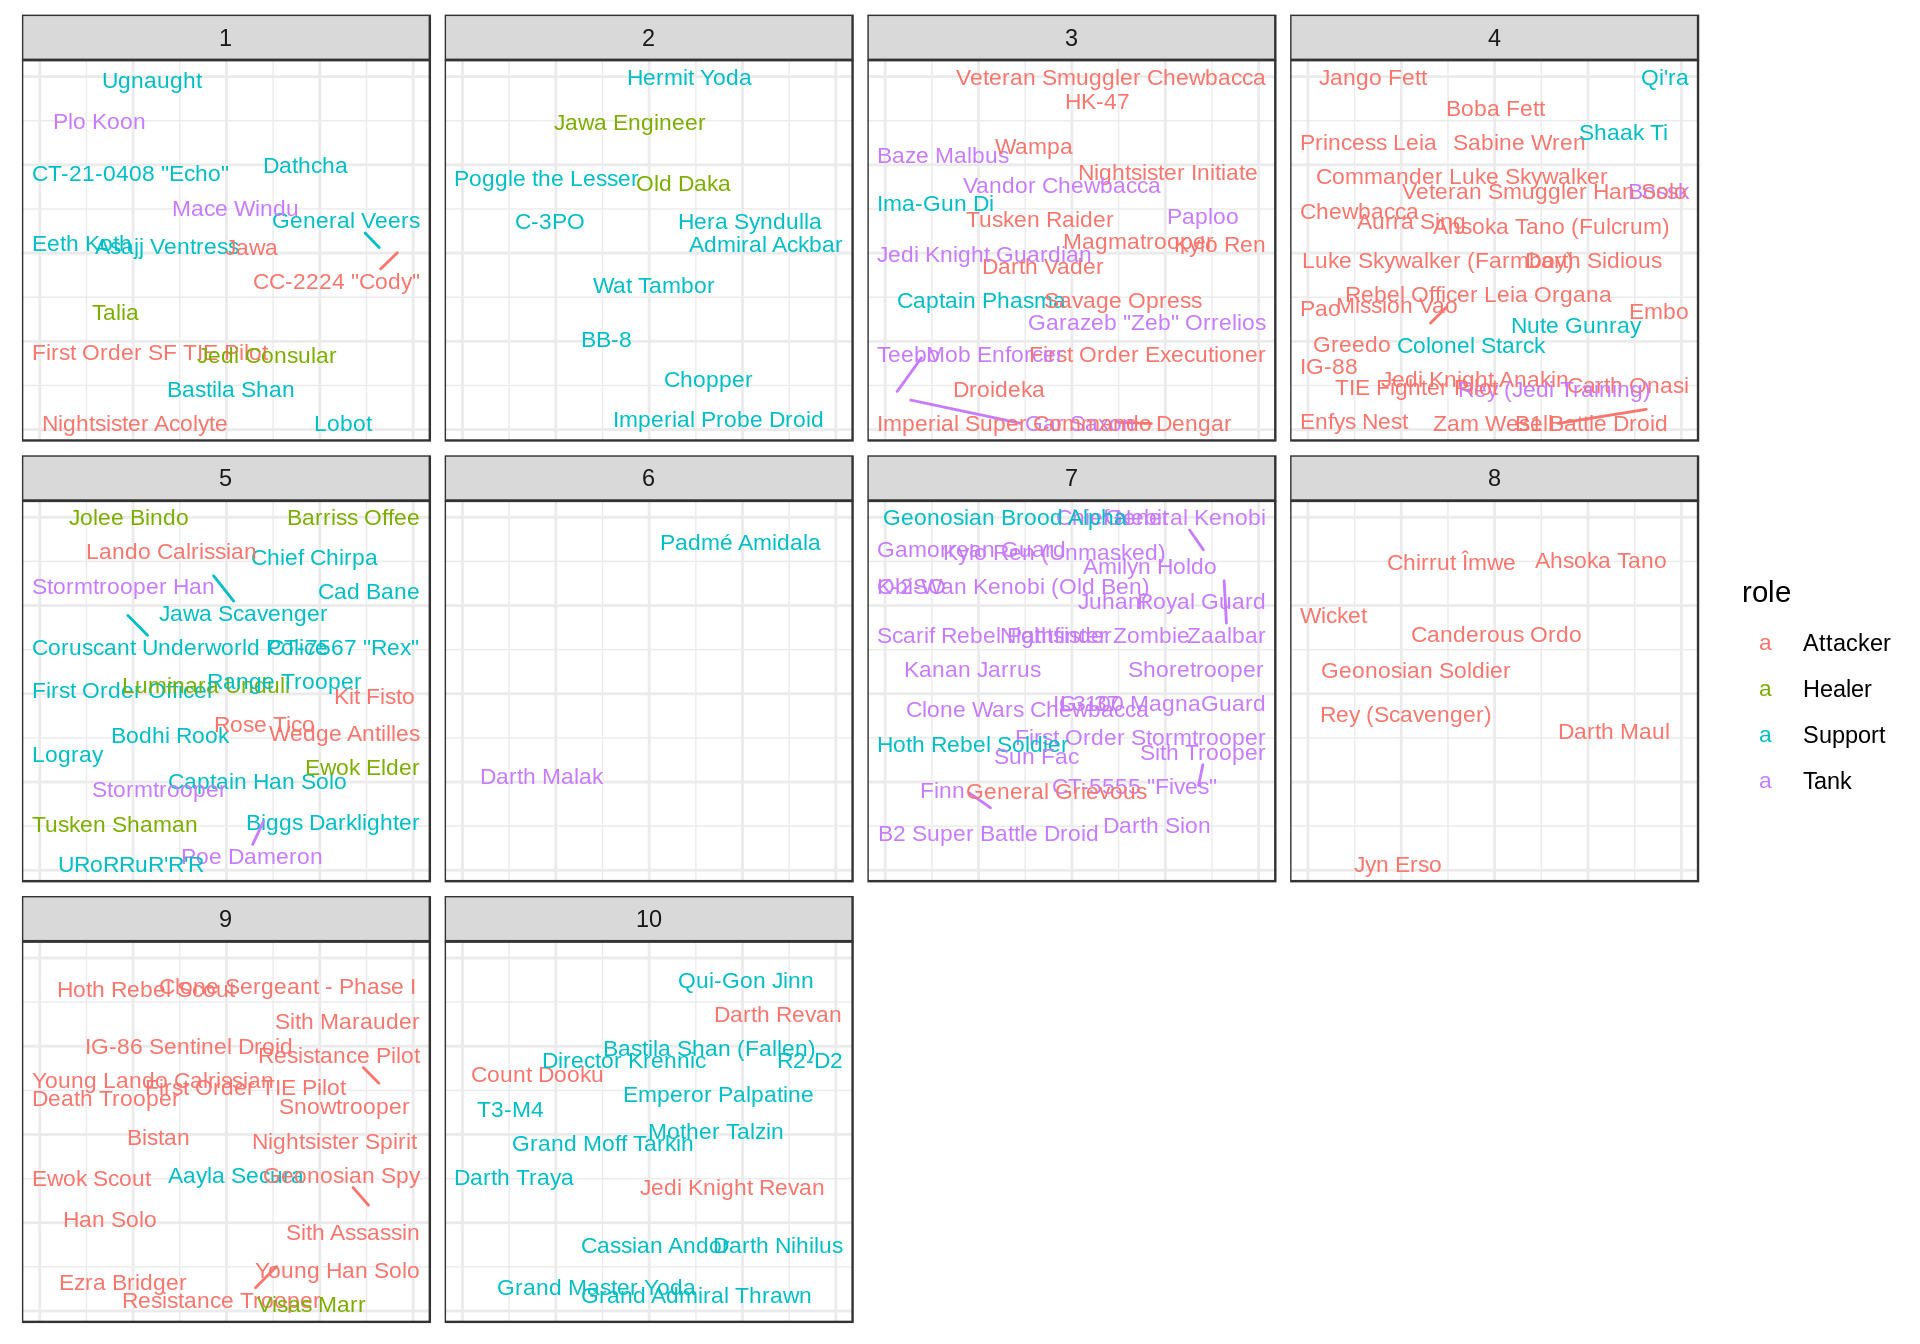 1
Ugnaught
Plo Koon
Dathcha
CT-21-0408 "Echo"
Mace Windu
General Veers
Eeth Koth
Asajj Ventress
Jawa
CC-2224 "Cody"
Talia
First Order SF TIE Pilot
Jedi Consular
Bastila Shan
Nightsister Acolyte
Lobot
2
Hermit Yoda
Jawa Engineer
Poggle the Lesser
Old Daka
C-3PO
Hera Syndulla
Admiral Ackbar
Wat Tambor
BB-8
Chopper
Imperial Probe Droid
3
Veteran Smuggler Chewbacca
HK-47
Wampa
Baze Malbus
Nightsister Initiate
Vandor Chewbacca
Ima-Gun Di
Tusken Raider
Paploo
Magmatrooper
Kylo Ren
Jedi Knight Guardian
Darth Vader
Captain Phasma
Savage Opress
Garazeb "Zeb" Orrelios
Teebo
Mob Enforcer
First Order Executioner
Droideka
Imperial Super Commando
Gar Saxon
Dengar
4
Jango Fett
Qi'ra
Boba Fett
Shaak Ti
Princess Leia
Sabine Wren
Commander Luke Skywalker
Veteran Smuggler Han Solo
Bossk
Chewbacca
Aurra Sing
Ahsoka Tano (Fulcrum)
Luke Skywalker (Farmboy)
Darth Sidious
Rebel Officer Leia Organa
Pao
Mission Vao
Embo
Nute Gunray
Greedo
Colonel Starck
IG-88
Jedi Knight Anakin
TIE Fighter Pilot
Rey (Jedi Training)
Carth Onasi
Enfys Nest
Zam Wesell
B1 Battle Droid
5
Jolee Bindo
Barriss Offee
Lando Calrissian
Chief Chirpa
Stormtrooper Han
Cad Bane
Jawa Scavenger
Coruscant Underworld Police
CT-7567 "Rex"
First Order Officer
Luminara Unduli
Range Trooper
Kit Fisto
Rose Tico
Bodhi Rook
Wedge Antilles
Logray
Ewok Elder
Captain Han Solo
Stormtrooper
Tusken Shaman
Biggs Darklighter
Poe Dameron
URoRRuR'R'R
6
Padmé Amidala
Darth Malak
7
Geonosian Brood Alpha
Chief Nebit
General Kenobi
Gamorrean Guard
Kylo Ren (Unmasked)
Amilyn Holdo
K-2SO
Obi-Wan Kenobi (Old Ben)
Juhani
Royal Guard
Scarif Rebel Pathfinder
Nightsister Zombie
Zaalbar
Kanan Jarrus
Shoretrooper
L3-37
IG-100 MagnaGuard
Clone Wars Chewbacca
First Order Stormtrooper
Hoth Rebel Soldier
Sun Fac
Sith Trooper
Finn
General Grievous
CT-5555 "Fives"
B2 Super Battle Droid
Darth Sion
8
Chirrut Îmwe
Ahsoka Tano
Wicket
Canderous Ordo
Geonosian Soldier
Rey (Scavenger)
Darth Maul
Jyn Erso
role
a Attacker
a Healer
a Support
a Tank
9
Hoth Rebel Scout
Clone Sergeant - Phase I
Sith Marauder
IG-86 Sentinel Droid
Resistance Pilot
Young Lando Calrissian
First Order TIE Pilot
Death Trooper
Snowtrooper
Bistan
Nightsister Spirit
Ewok Scout
Aayla Secura
Geonosian Spy
Han Solo
Sith Assassin
Young Han Solo
Ezra Bridger
Resistance Trooper
Visas Marr
10
Qui-Gon Jinn
Darth Revan
Bastila Shan (Fallen)
Director Krennic
R2-D2
Count Dooku
Emperor Palpatine
T3-M4
Mother Talzin
Grand Moff Tarkin
Darth Traya
Jedi Knight Revan
Cassian Andor
Darth Nihilus
Grand Master Yoda
Grand Admiral Thrawn